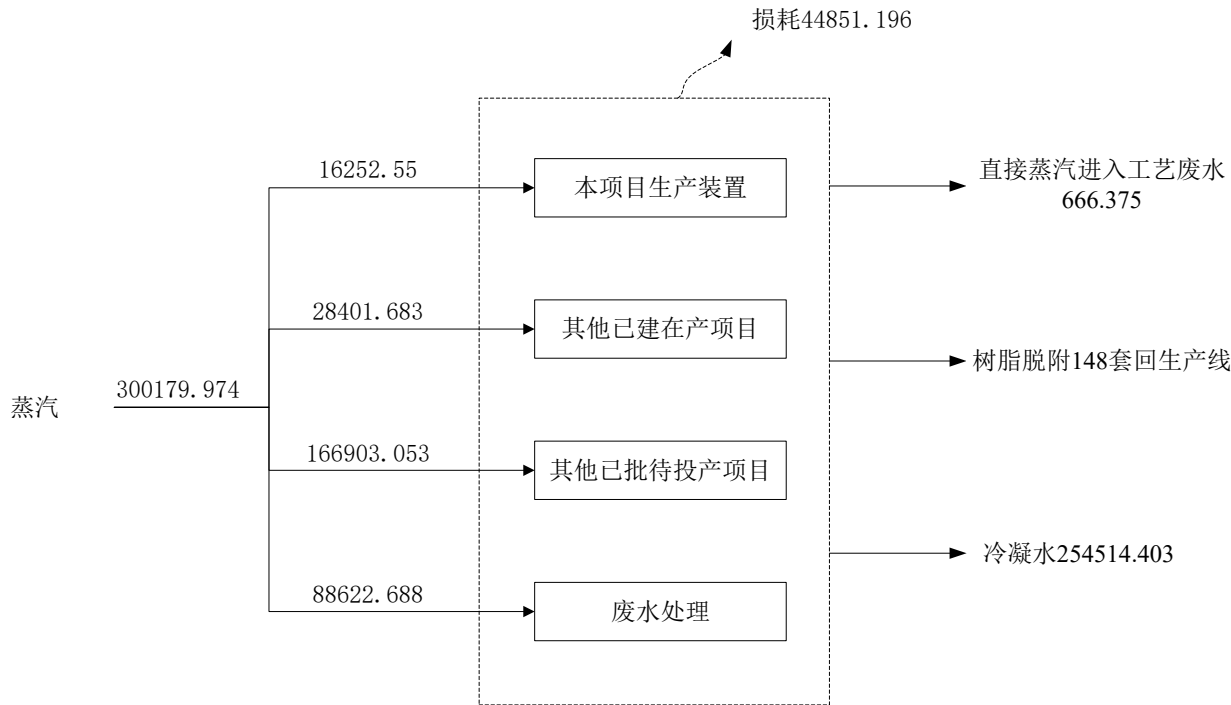 损耗44851.196
16252.55
本项目生产装置
直接蒸汽进入工艺废水
666.375
28401.683
其他已建在产项目
树脂脱附148套回生产线
蒸汽
300179.974
166903.053
其他已批待投产项目
冷凝水254514.403
88622.688
废水处理